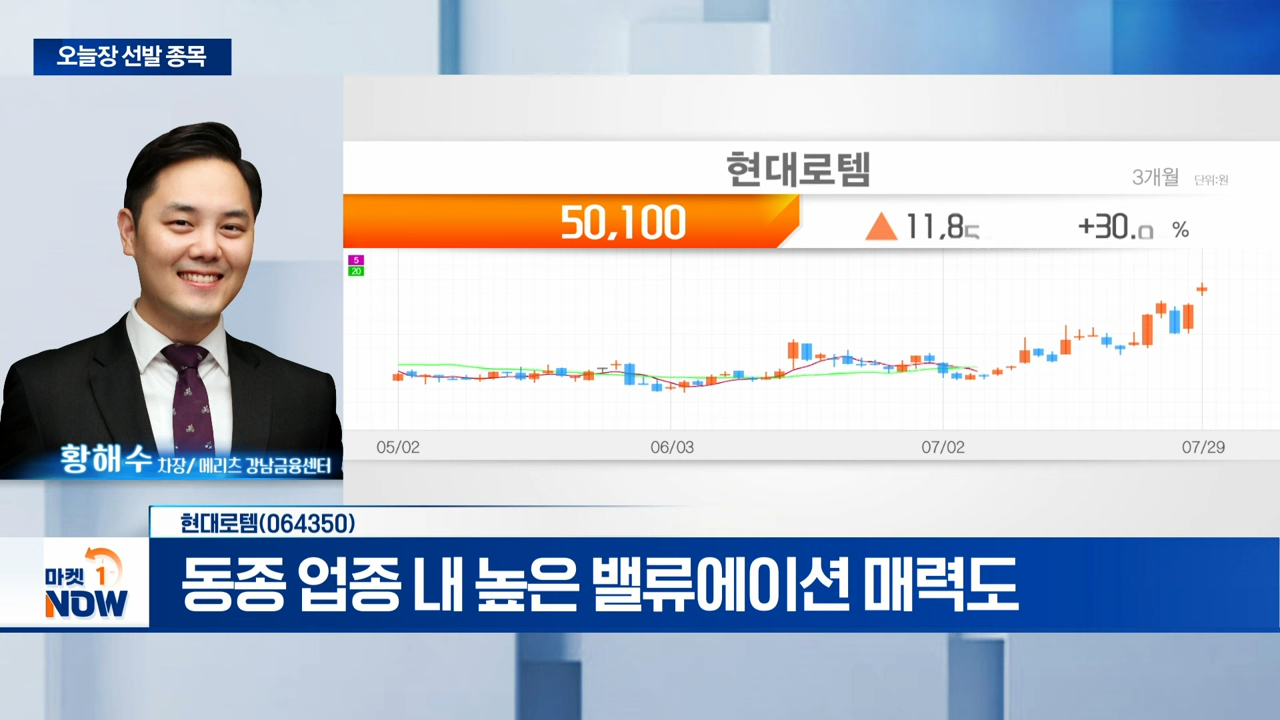 오늘장 선발 종목
현대로템
3개월 단위:원
50,100 ▲ 11,85 +30. %
5
20
05/02 06/03 07/02 07/29
황해수 차장/ 메리츠 강남금융센터
현대로템(064350)
마켓 1
NOW
동종 업종 내 높은 밸류에이션 매력도